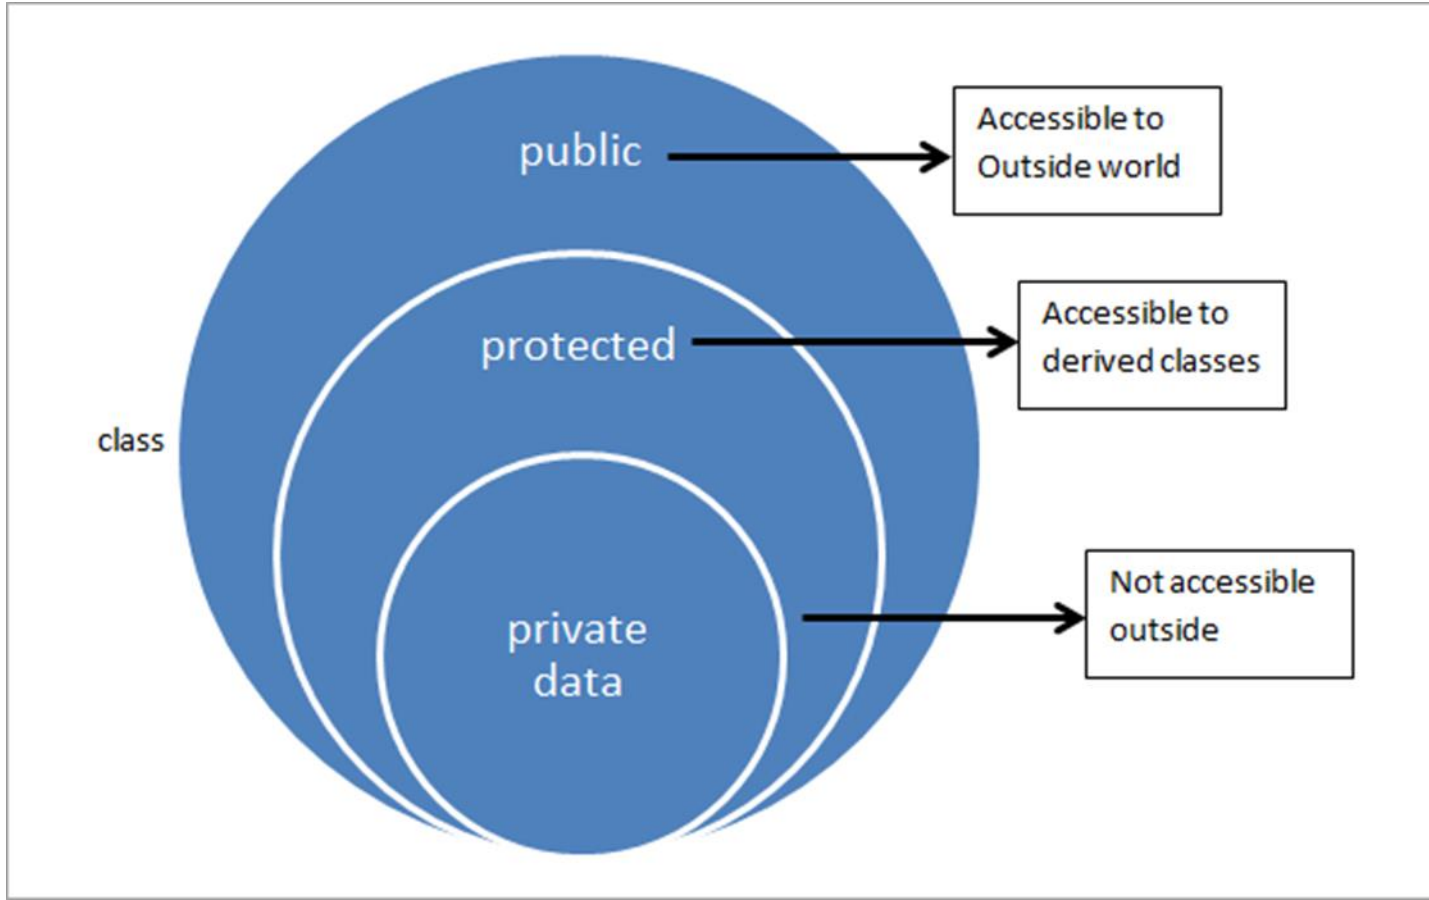 public
Accessible to
Outside world
protected
Accessible to
derived classes
class
private
data
Not accessible
outside